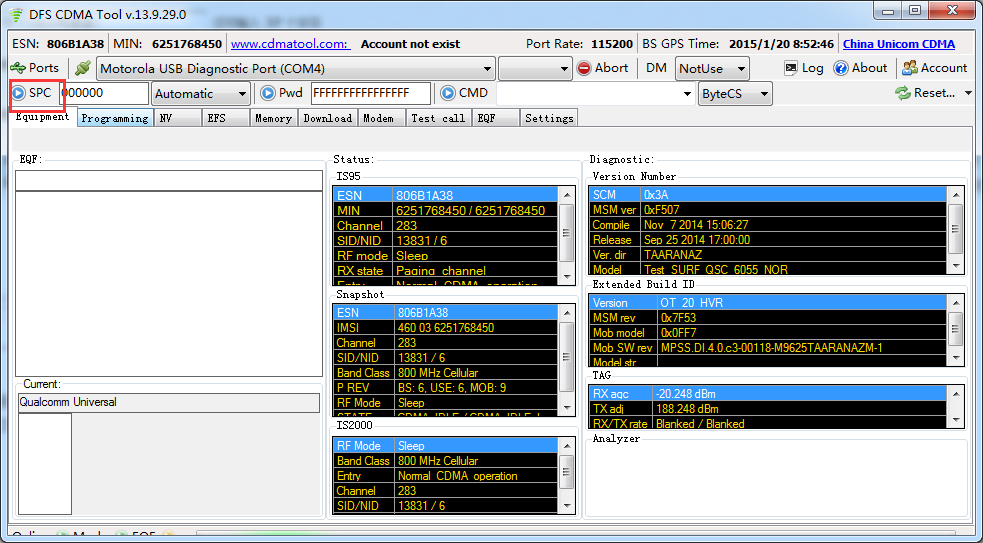 DFS CDMA Tool v.13.9.29.0
ESN: 806B1A38 MIN: 6251768450 www.cdmatool.com: Account not exist Port Rate: 115200 BS GPS Time: 2015/1/20 8:52:46 China Unicom CDMA
Ports Motorola USB Diagnostic Port (COM4) Abort DM NotUse Log About Account
SPC 000000 Automatic Pwd FFFFFFFFFFFFFFFF CMD ByteCS Reset...
Equipment Programming NV EFS Memory Download Modem Test call EQF Settings
EQF:
Current:
Qualcomm Universal
Status:
IS95
ESN 806B1A38
MIN 6251768450 / 6251768450
Channel 283
SID/NID 13831 / 6
RF mode Sleep
RX state Paging channel
Entry Normal CDMA operation
Snapshot
ESN 806B1A38
IMSI 460 03 6251768450
Channel 283
SID/NID 13831 / 6
Band Class 800 MHz Cellular
P REV BS: 6, USE: 6, MOB: 9
RF Mode Sleep
STATE
IS2000
RF Mode Sleep
Band Class 800 MHz Cellular
Entry Normal CDMA operation
Channel 283
SID/NID 13831 / 6
Diagnostic:
Version Number
SCM 0x3A
MSM ver 0xF507
Compile Nov 7 2014 15:06:27
Release Sep 25 2014 17:00:00
Ver. dir TAARANAZ
Model Test SURF QSC 6055 NOR
Extended Build ID
Version OT 20 HVR
MSM rev 0x7F53
Mob model 0x0FF7
Mob SW rev MPSS.DI.4.0.c3-00118-M9625TAARANAZM-1
Model str
TAG
RX agc -20.248 dBm
TX adj 188.248 dBm
RX/TX rate Blanked / Blanked
Analyzer